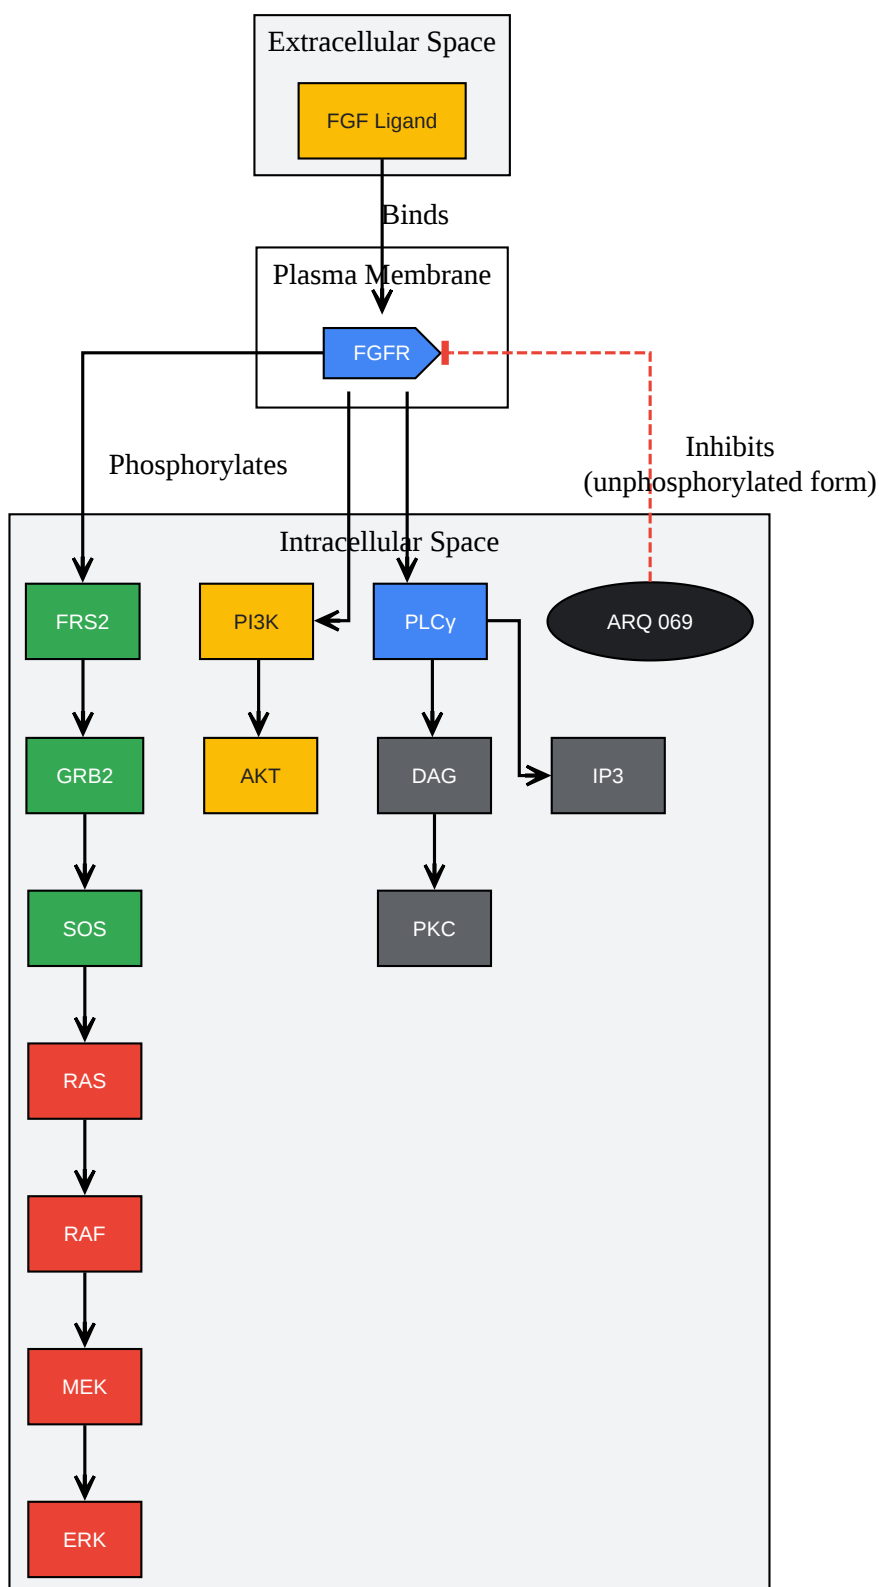 Extracellular Space
FGF Ligand
Binds
Plasma Membrane
FGFR
Phosphorylates
Inhibits
(unphosphorylated form)
Intracellular Space
FRS2
PI3K
PLCγ
ARQ 069
GRB2
AKT
DAG
IP3
SOS
PKC
RAS
RAF
MEK
ERK